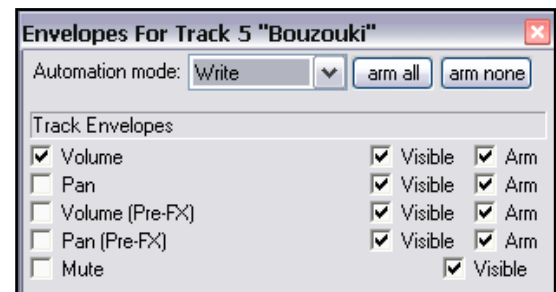 Envelopes For Track 5 "Bouzouki"
Automation mode: Write arm all arm none
Track Envelopes
Volume Visible Arm
Pan Visible Arm
Volume (Pre-FX) Visible Arm
Pan (Pre-FX) Visible Arm
Mute Visible